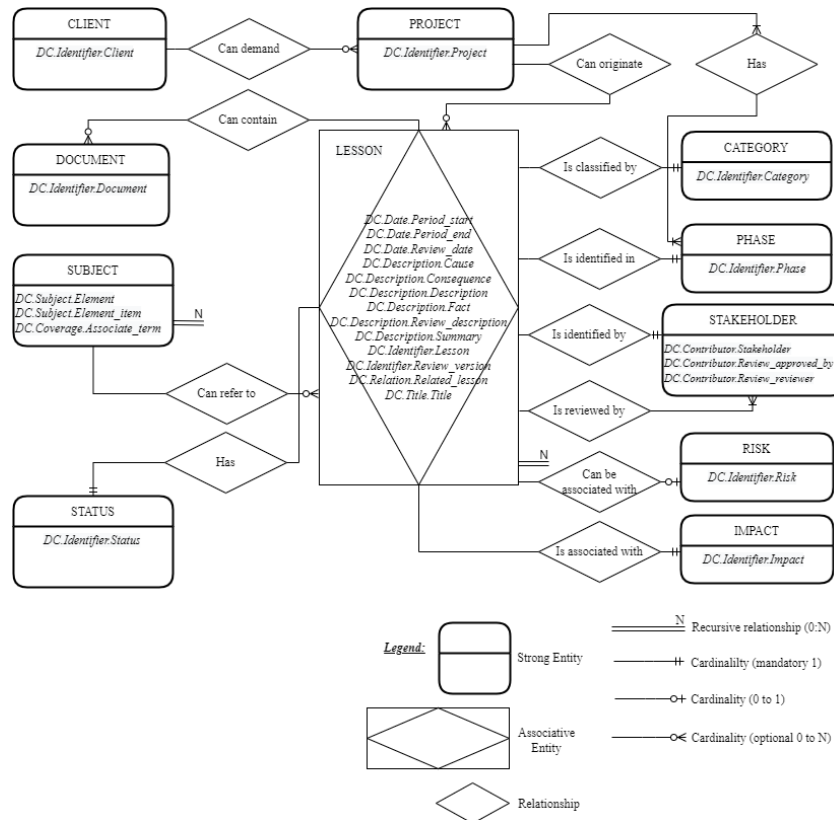 CLIENT
DC.Identifier.Client
Can demand
PROJECT
DC.Identifier.Project
Can originate
Has
Can contain
DOCUMENT
DC.Identifier.Document
LESSON
DC.Date.Period_start
DC.Date.Period_end
DC.Date.Review_date
DC.Description.Cause
DC.Description.Consequence
DC.Description.Description
DC.Description.Fact
DC.Description.Review_description
DC.Description.Summary
DC.Identifier.Lesson
DC.Identifier.Review_version
DC.Relation.Related_lesson
DC.Title.Title
N
Is classified by
CATEGORY
DC.Identifier.Category
SUBJECT
DC.Subject.Element
DC.Subject.Element_item
DC.Coverage.Associate_term
N
Is identified in
PHASE
DC.Identifier.Phase
Is identified by
STAKEHOLDER
DC.Contributor.Stakeholder
DC.Contributor.Review_approved_by
DC.Contributor.Review_reviewer
Can refer to
Is reviewed by
Has
Can be
associated with
RISK
DC.Identifier.Risk
STATUS
DC.Identifier.Status
Is associated with
IMPACT
DC.Identifier.Impact
Legend:
Strong Entity
Associative
Entity
Relationship
N
Recursive relationship (0:N)
Cardinalilty (mandatory 1)
Cardinality (0 to 1)
Cardinality (optional 0 to N)